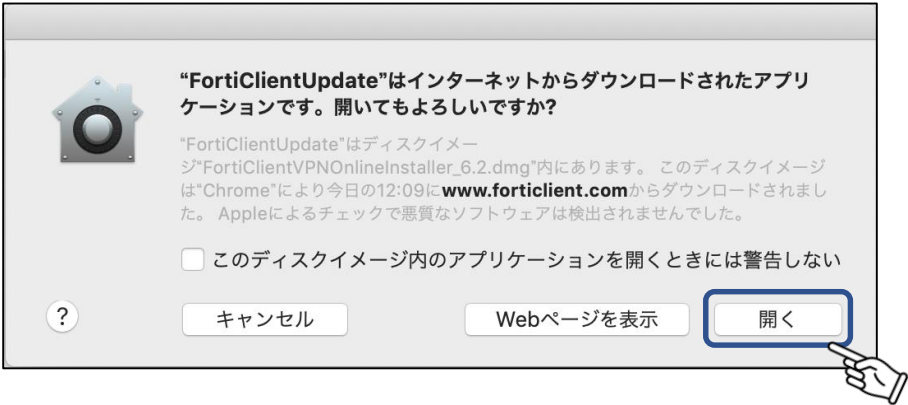 “FortiClientUpdate”はインターネットからダウンロードされたアプリ
ケーションです。開いてもよろしいですか?
“FortiClientUpdate”はディスクイメー
ジ“FortiClientVPNOnlineInstaller_6.2.dmg”内にあります。 このディスクイメージ
は“Chrome”により今日の12:09にwww.forticlient.comからダウンロードされまし
た。 Appleによるチェックで悪質なソフトウェアは検出されませんでした。
このディスクイメージ内のアプリケーションを開くときには警告しない
?
キャンセル
Webページを表示
開く